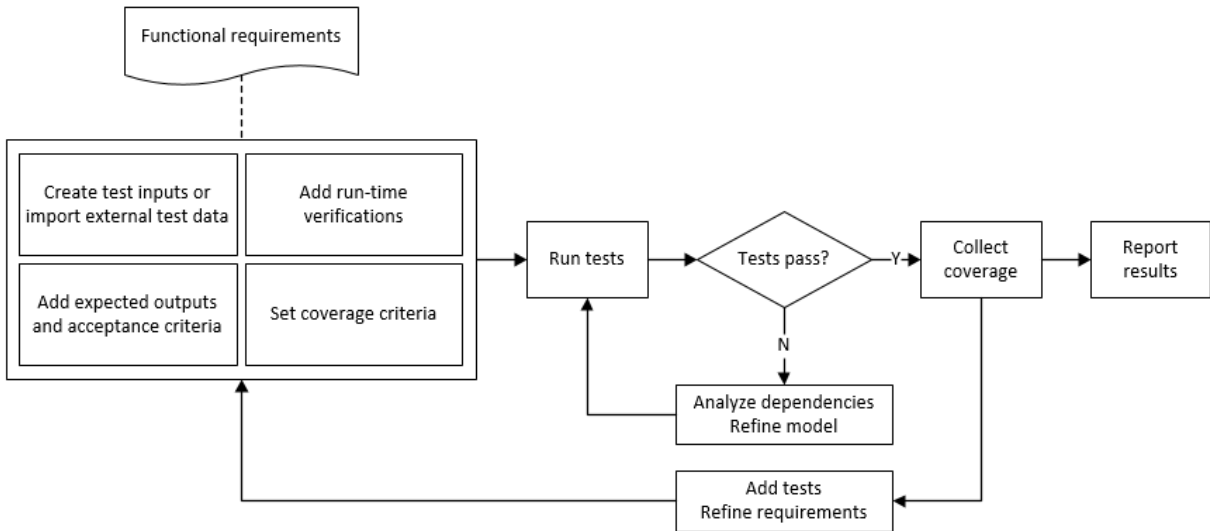 Functional requirements
Create test inputs or
import external test data
Add run-time
verifications
Add expected outputs
and acceptance criteria
Set coverage criteria
Run tests
Tests pass?
Y
N
Collect
coverage
Report
results
Analyze dependencies
Refine model
Add tests
Refine requirements